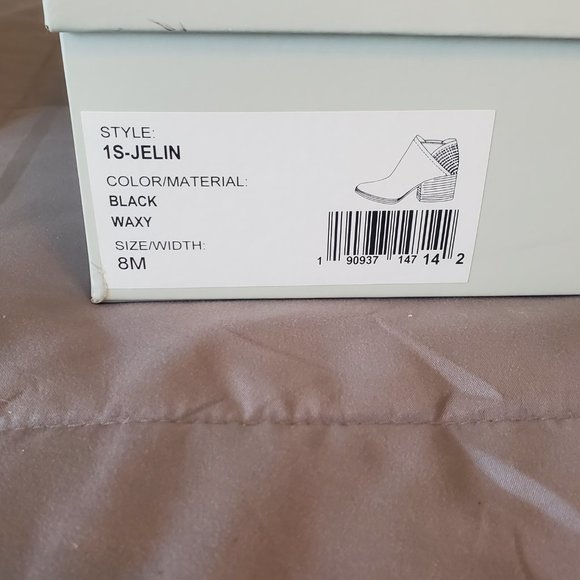 STYLE:
1S-JELIN
COLOR/MATERIAL:
BLACK
WAXY
SIZE/WIDTH:
8M
1 90937 147 14 2